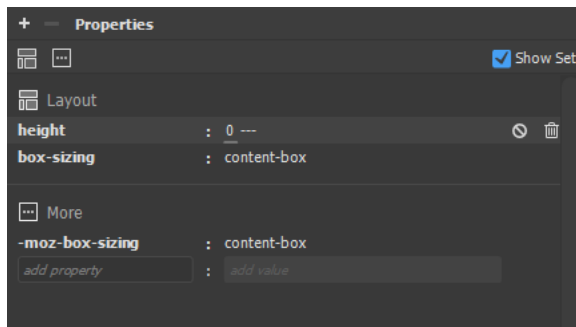 + − Properties
Show Set
Layout
height : 0 ---
box-sizing : content-box
More
-moz-box-sizing : content-box
add property : add value